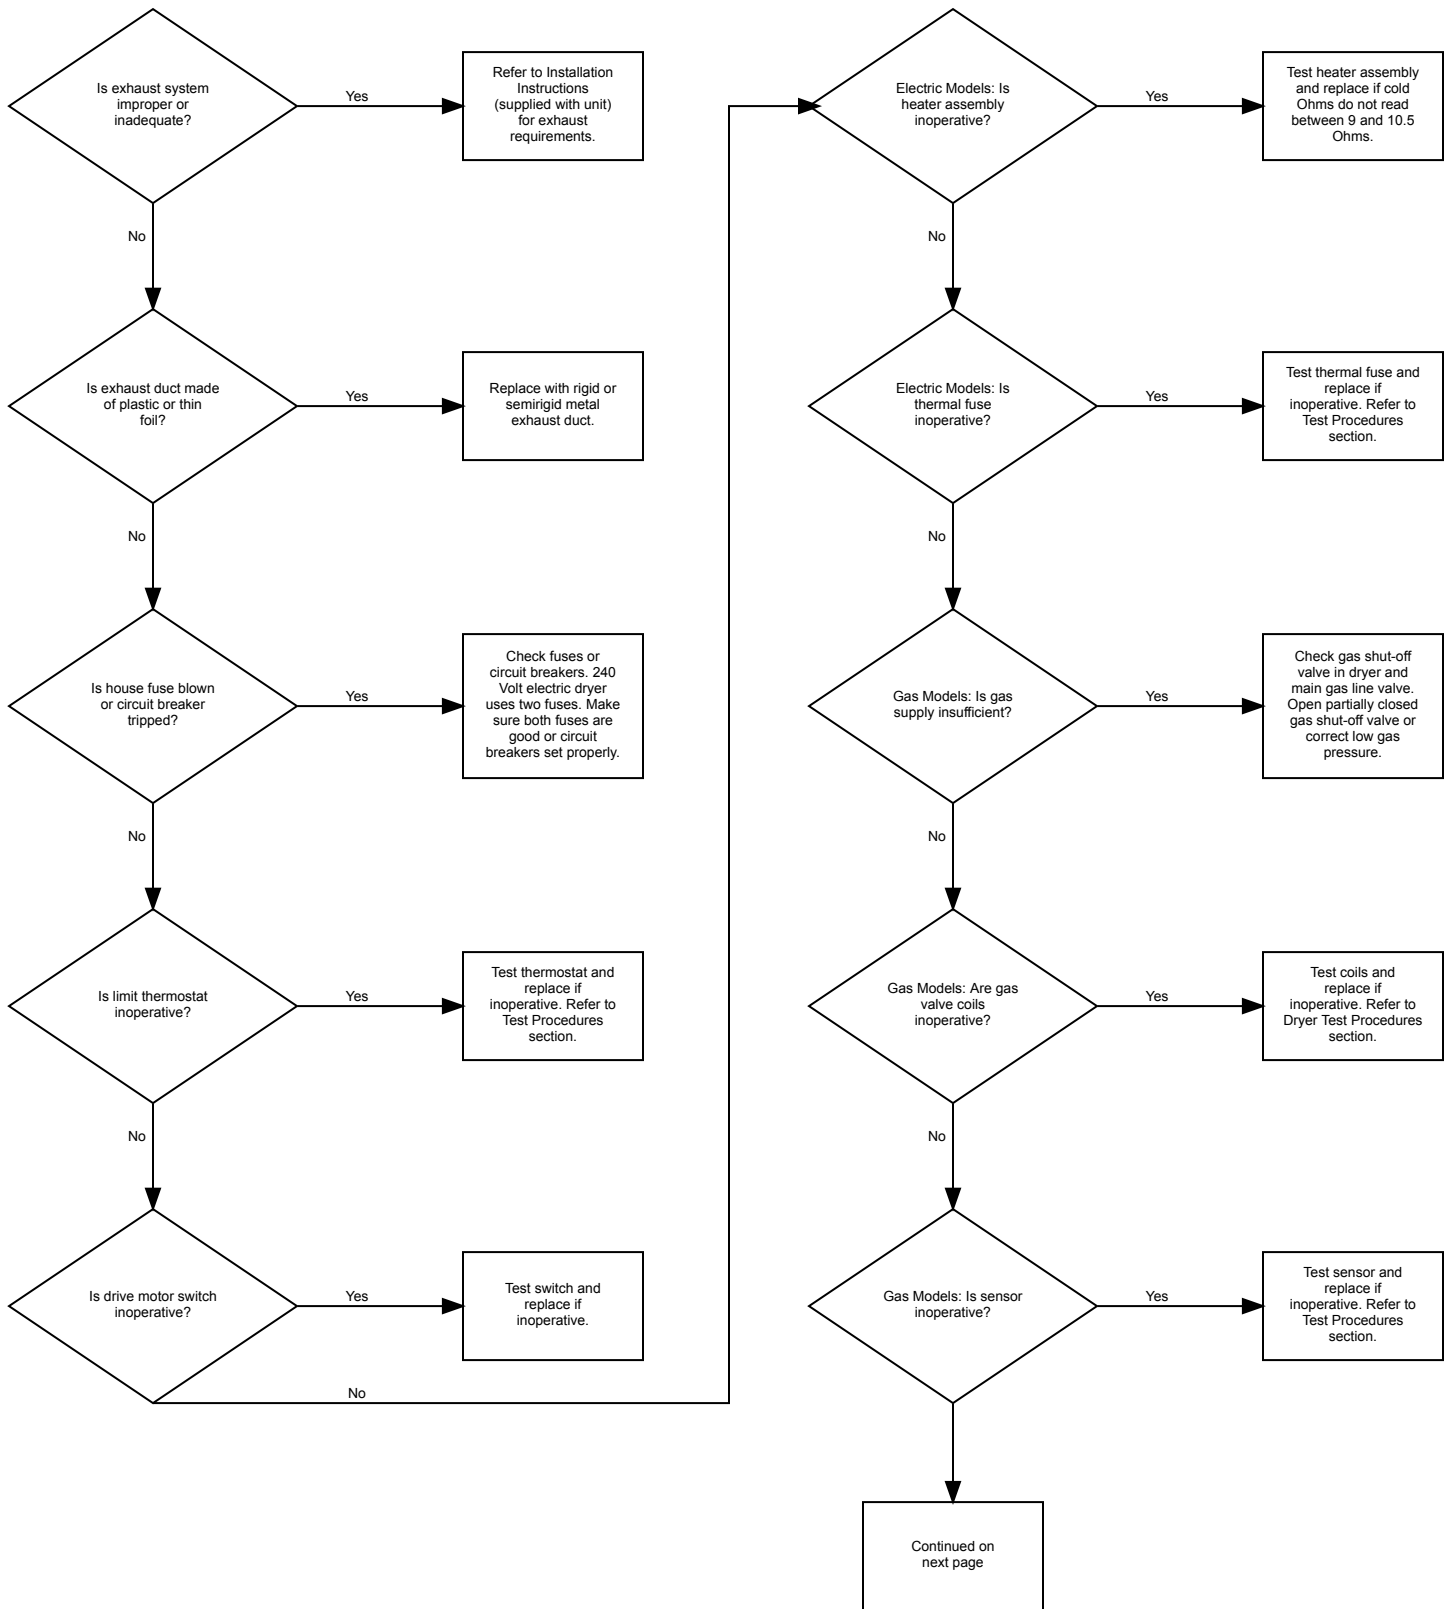 Is exhaust system
improper or
inadequate?
Yes
Refer to Installation
Instructions
(supplied with unit)
for exhaust
requirements.
No
Is exhaust duct made
of plastic or thin
foil?
Yes
Replace with rigid or
semirigid metal
exhaust duct.
No
Is house fuse blown
or circuit breaker
tripped?
Yes
Check fuses or
circuit breakers. 240
Volt electric dryer
uses two fuses. Make
sure both fuses are
good or circuit
breakers set properly.
No
Is limit thermostat
inoperative?
Yes
Test thermostat and
replace if
inoperative. Refer to
Test Procedures
section.
No
Is drive motor switch
inoperative?
Yes
Test switch and
replace if
inoperative.
No
Electric Models: Is
heater assembly
inoperative?
Yes
Test heater assembly
and replace if cold
Ohms do not read
between 9 and 10.5
Ohms.
No
Electric Models: Is
thermal fuse
inoperative?
Yes
Test thermal fuse and
replace if
inoperative. Refer to
Test Procedures
section.
No
Gas Models: Is gas
supply insufficient?
Yes
Check gas shut-off
valve in dryer and
main gas line valve.
Open partially closed
gas shut-off valve or
correct low gas
pressure.
No
Gas Models: Are gas
valve coils
inoperative?
Yes
Test coils and
replace if
inoperative. Refer to
Dryer Test Procedures
section.
No
Gas Models: Is sensor
inoperative?
Yes
Test sensor and
replace if
inoperative. Refer to
Test Procedures
section.
Continued on
next page